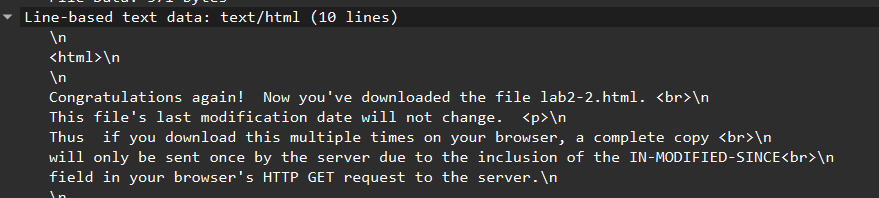 Line-based text data: text/html (10 lines)
\n
<html>\n
\n
Congratulations again!  Now you've downloaded the file lab2-2.html. <br>\n
This file's last modification date will not change.  <p>\n
Thus  if you download this multiple times on your browser, a complete copy <br>\n
will only be sent once by the server due to the inclusion of the IN-MODIFIED-SINCE<br>\n
field in your browser's HTTP GET request to the server.\n
\n